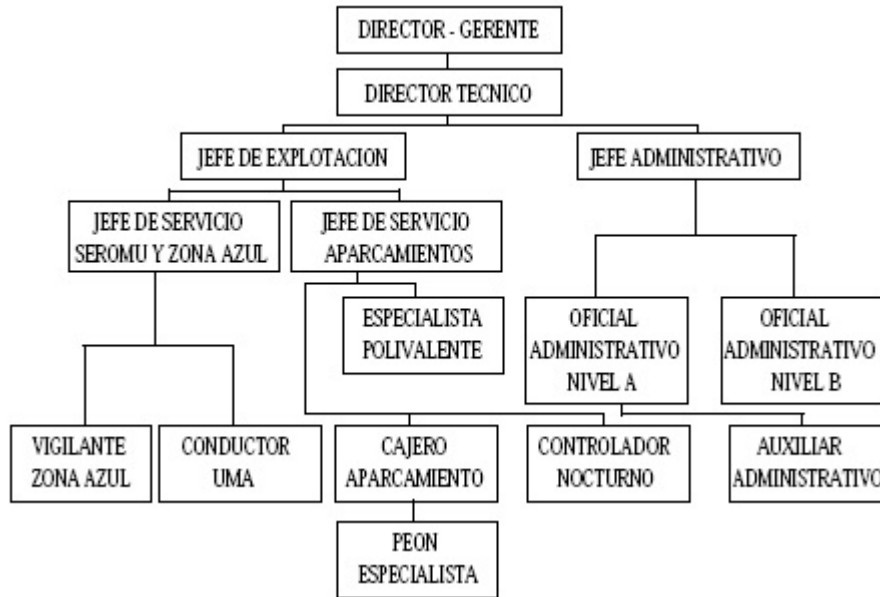 DIRECTOR - GERENTE
DIRECTOR TECNICO
JEFE DE EXPLOTACION
JEFE ADMINISTRATIVO
JEFE DE SERVICIO
SEROMU Y ZONA AZUL
JEFE DE SERVICIO
APARCAMIENTOS
ESPECIALISTA
POLIVALENTE
OFICIAL
ADMINISTRATIVO
NIVEL A
OFICIAL
ADMINISTRATIVO
NIVEL B
VIGILANTE
ZONA AZUL
CONDUCTOR
UMA
CAJERO
APARCAMIENTO
CONTROLADOR
NOCTURNO
AUXILIAR
ADMINISTRATIVO
PEON
ESPECIALISTA